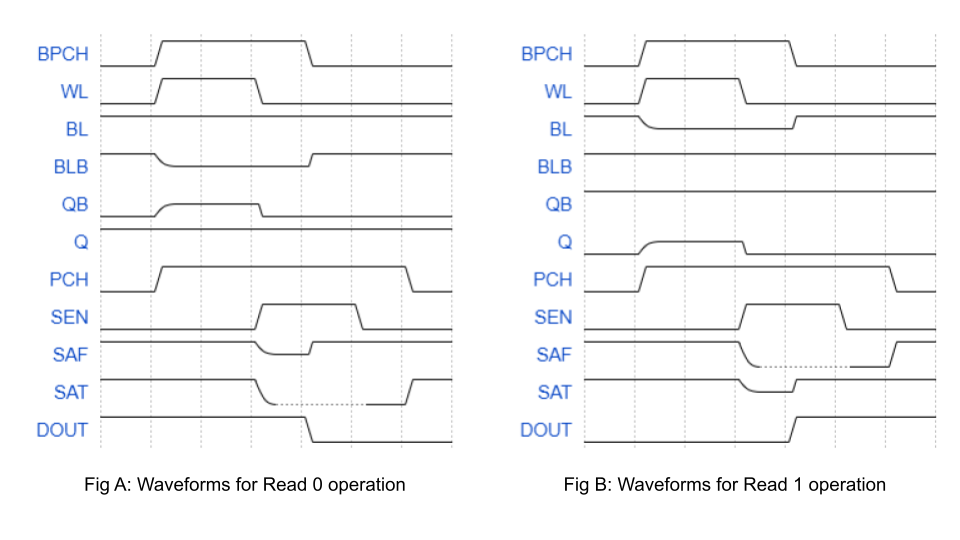 BPCH
WL
BL
BLB
QB
Q
PCH
SEN
SAF
SAT
DOUT
Fig A: Waveforms for Read 0 operation
BPCH
WL
BL
BLB
QB
Q
PCH
SEN
SAF
SAT
DOUT
Fig B: Waveforms for Read 1 operation